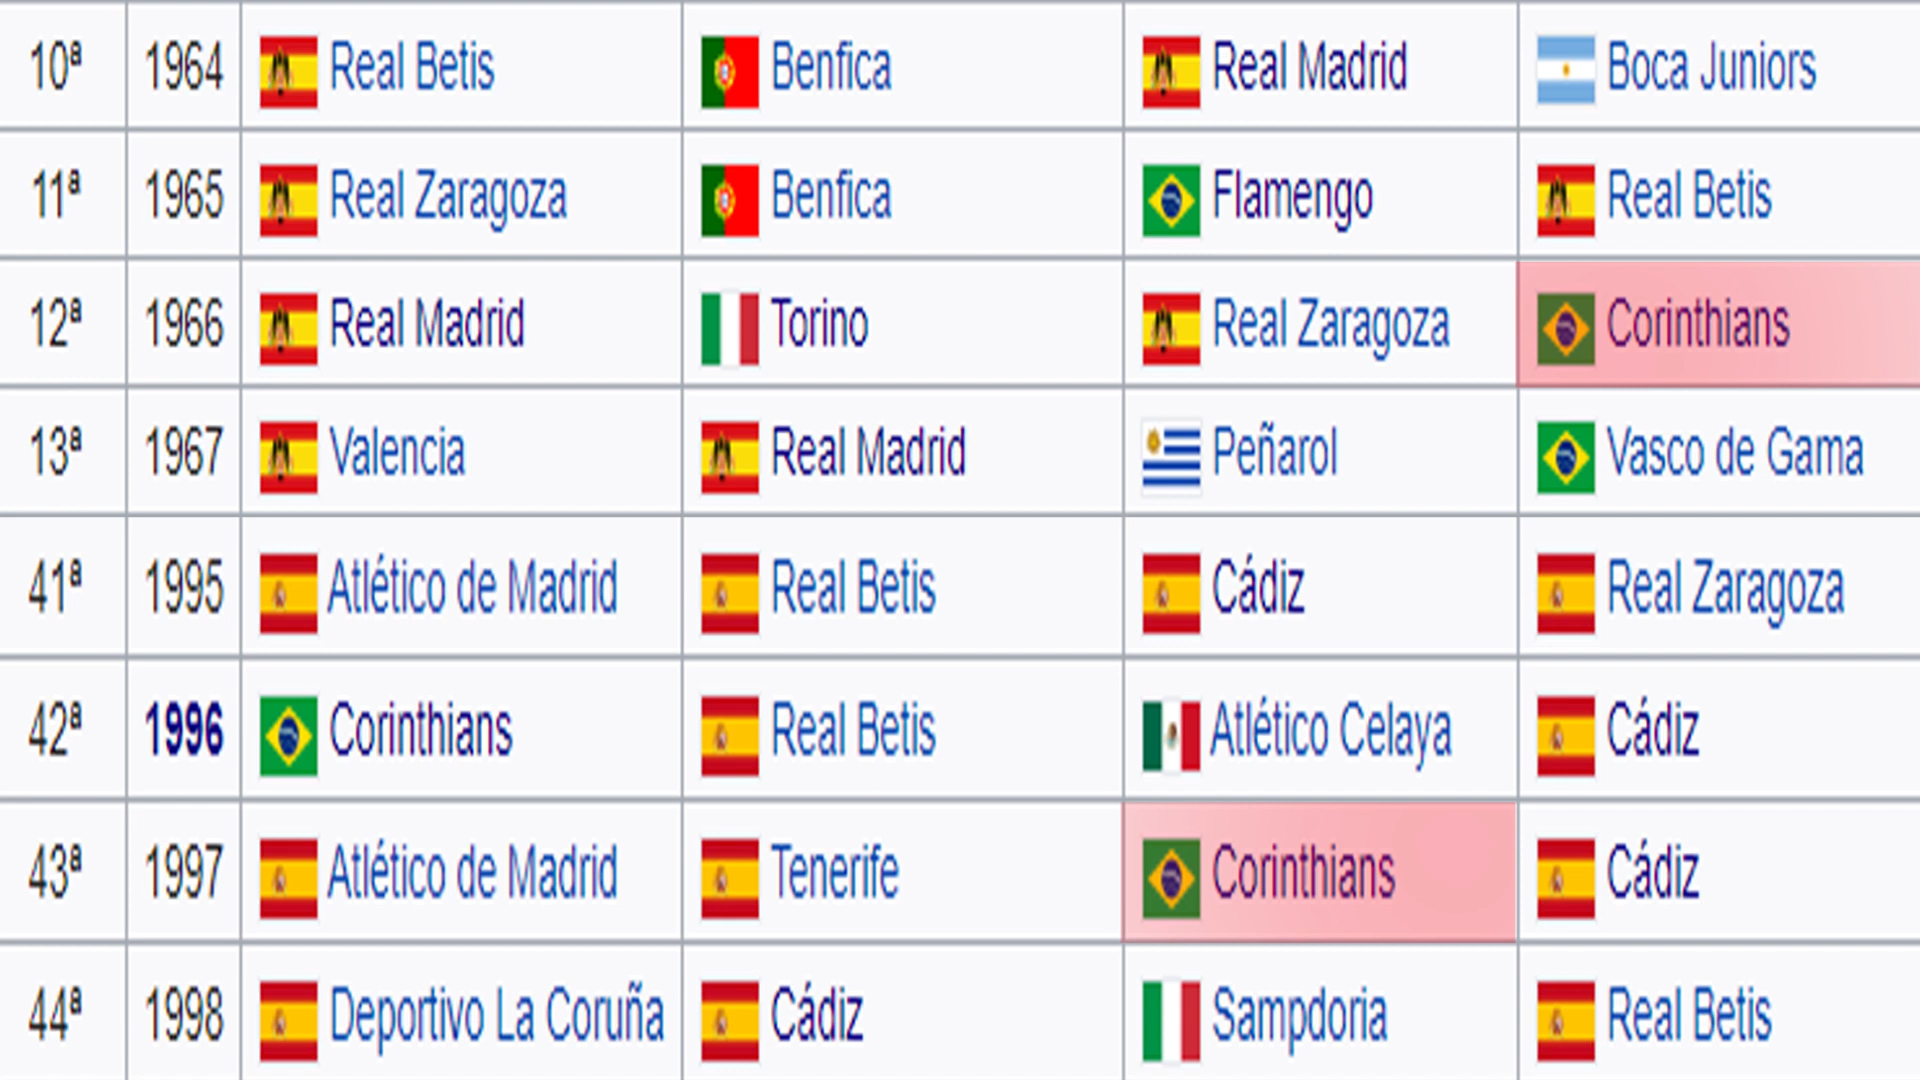 10ª 1964 Real Betis Benfica Real Madrid Boca Juniors
11ª 1965 Real Zaragoza Benfica Flamengo Real Betis
12ª 1966 Real Madrid Torino Real Zaragoza Corinthians
13ª 1967 Valencia Real Madrid Peñarol Vasco de Gama
41ª 1995 Atlético de Madrid Real Betis Cádiz Real Zaragoza
42ª 1996 Corinthians Real Betis Atlético Celaya Cádiz
43ª 1997 Atlético de Madrid Tenerife Corinthians Cádiz
44ª 1998 Deportivo La Coruña Cádiz Sampdoria Real Betis